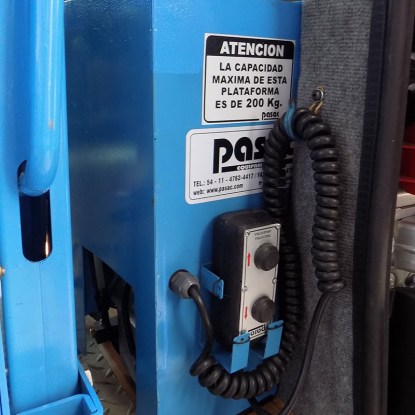 ATENCION
LA CAPACIDAD
MAXIMA DE ESTA
PLATAFORMA
ES DE 200 Kg.
pasac
pasac
TEL.: 54 - 11 - 4762-4417 /
web: www.pasac.com